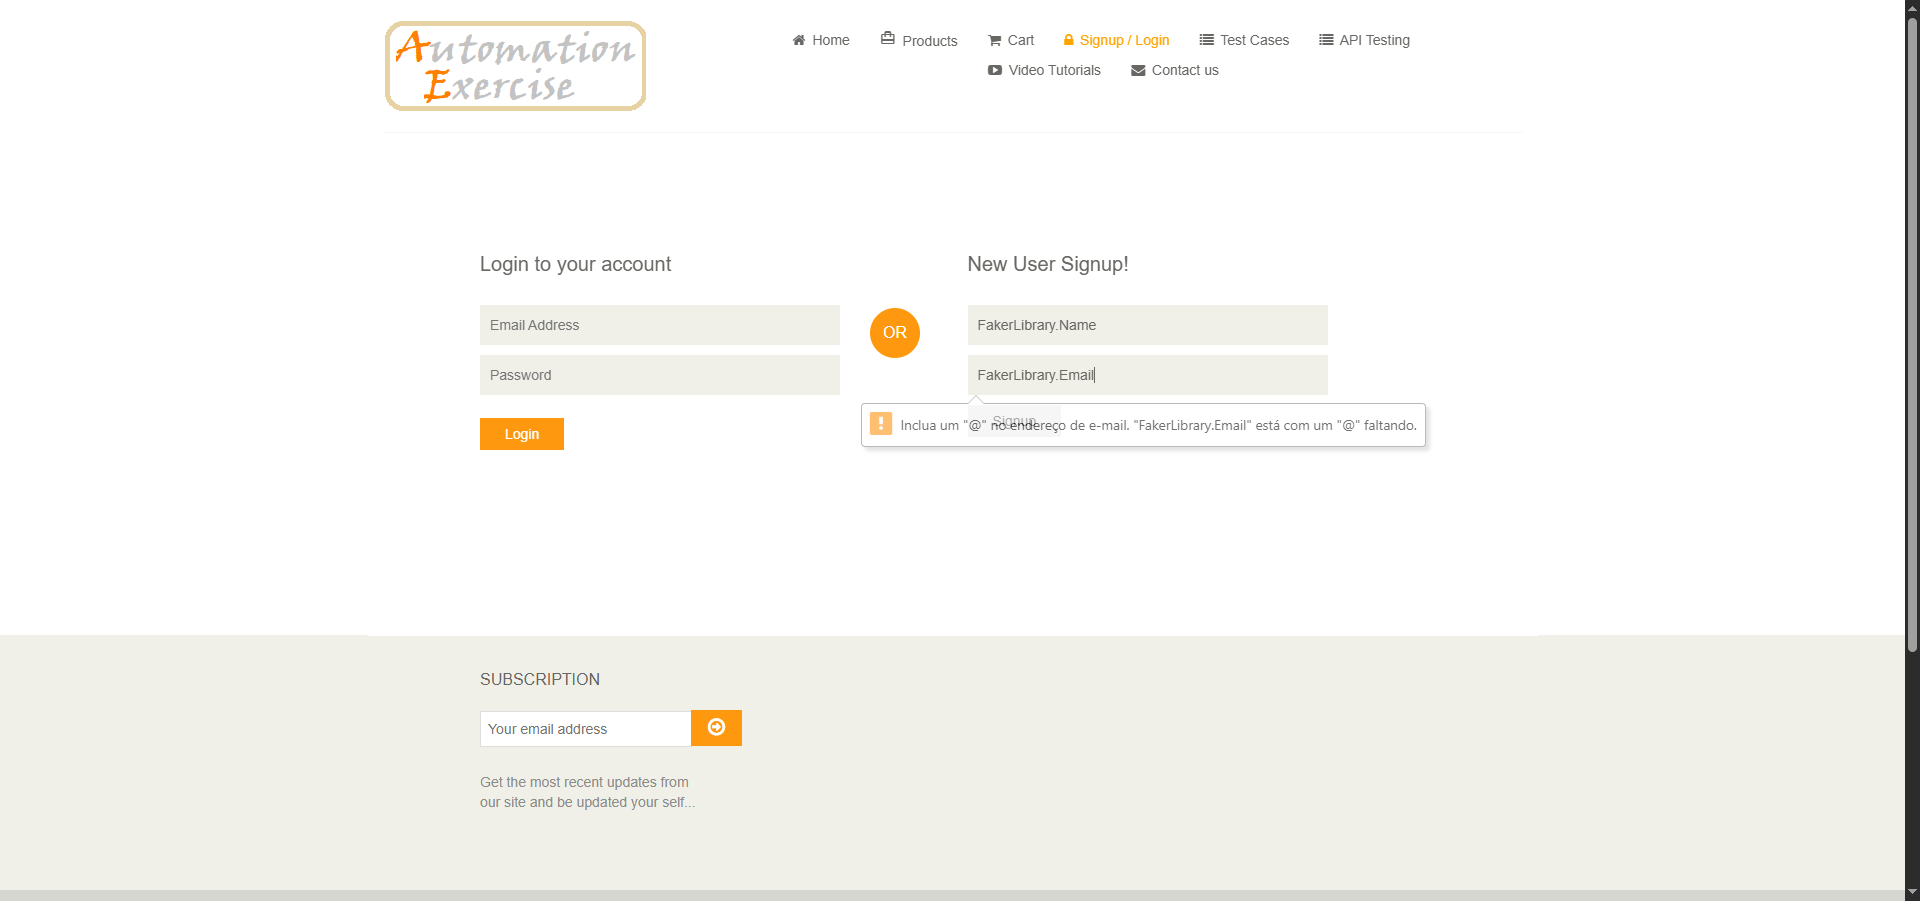 Automation
Exercise
Home
Products
Cart
Signup / Login
Test Cases
API Testing
Video Tutorials
Contact us
Login to your account
Email Address
Password
Login
OR
New User Signup!
FakerLibrary.Name
FakerLibrary.Email
Signup
Inclua um "@" no endereço de e-mail. "FakerLibrary.Email" está com um "@" faltando.
SUBSCRIPTION
Your email address
Get the most recent updates from
our site and be updated your self...